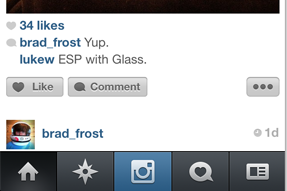 34 likes
brad_frost Yup.
lukew ESP with Glass.
Like Comment
brad_frost 1d